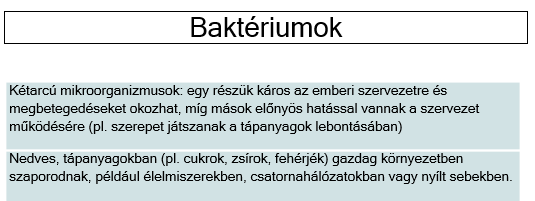 Baktériumok
Kétarcú mikroorganizmusok: egy részük káros az emberi szervezetre és
megbetegedéseket okozhat, míg mások előnyös hatással vannak a szervezet
működésére (pl. szerepet játszanak a tápanyagok lebontásában)
Nedves, tápanyagokban (pl. cukrok, zsírok, fehérjék) gazdag környezetben
szaporodnak, például élelmiszerekben, csatornahálózatokban vagy nyílt sebekben.